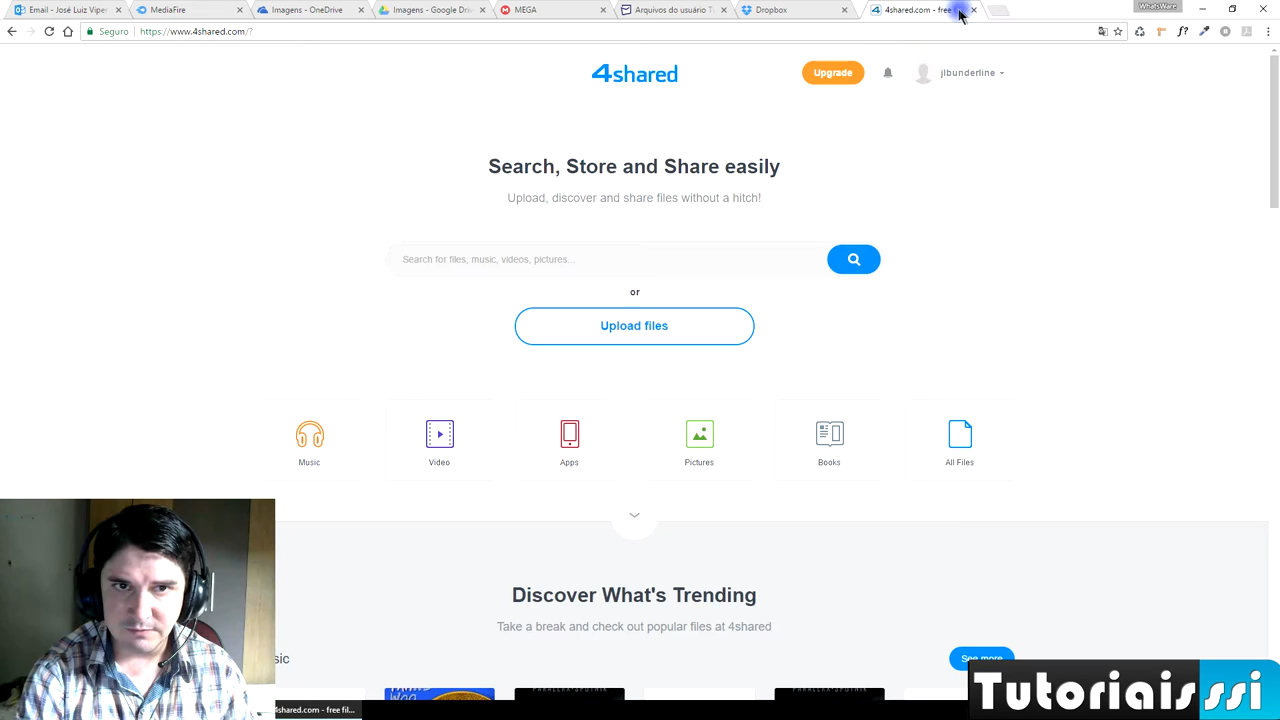 Email - José Luiz Viper
MediaFire
Imagens - OneDrive
Imagens - Google Driv
MEGA
Arquivos do usuário T
Dropbox
4shared.com - free f
WhatsWare
Seguro
https://www.4shared.com/?
4shared
Upgrade
jlbunderline
Search, Store and Share easily
Upload, discover and share files without a hitch!
Search for files, music, videos, pictures...
or
Upload files
Music
Video
Apps
Pictures
Books
All Files
Discover What's Trending
Take a break and check out popular files at 4shared
sic
See more
4shared.com - free fil...
Tutoriaisssi